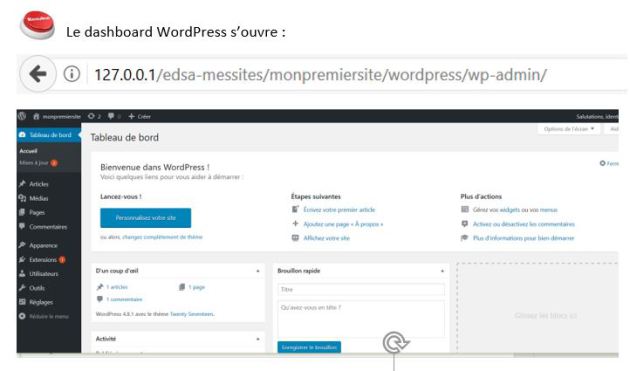 Le dashboard WordPress s'ouvre :
127.0.0.1/edsa-messites/monpremiersite/wordpress/wp-admin/
monpremiersite 2 0 + Créer Salutations, ident
Tableau de bord
Accueil
Mises à jour
Articles
Médias
Pages
Commentaires
Apparence
Extensions 1
Utilisateurs
Outils
Réglages
Réduire le menu
Options de l'écran ▼ Aid
Tableau de bord
Bienvenue dans WordPress !
Voici quelques liens pour vous aider à démarrer :
Ferm
Lancez-vous !
Personnalisez votre site
ou alors, changez complètement de thème
Étapes suivantes
Écrivez votre premier article
Ajoutez une page « À propos »
Affichez votre site
Plus d'actions
Gérez vos widgets ou vos menus
Activez ou désactivez les commentaires
Plus d'informations pour bien démarrer
D'un coup d'œil
1 articles 1 page
1 commentaire
WordPress 4.8.1 avec le thème Twenty Seventeen.
Activité
Brouillon rapide
Titre
Qu'avez-vous en tête ?
Enregistrer le brouillon
Glissez les blocs ici